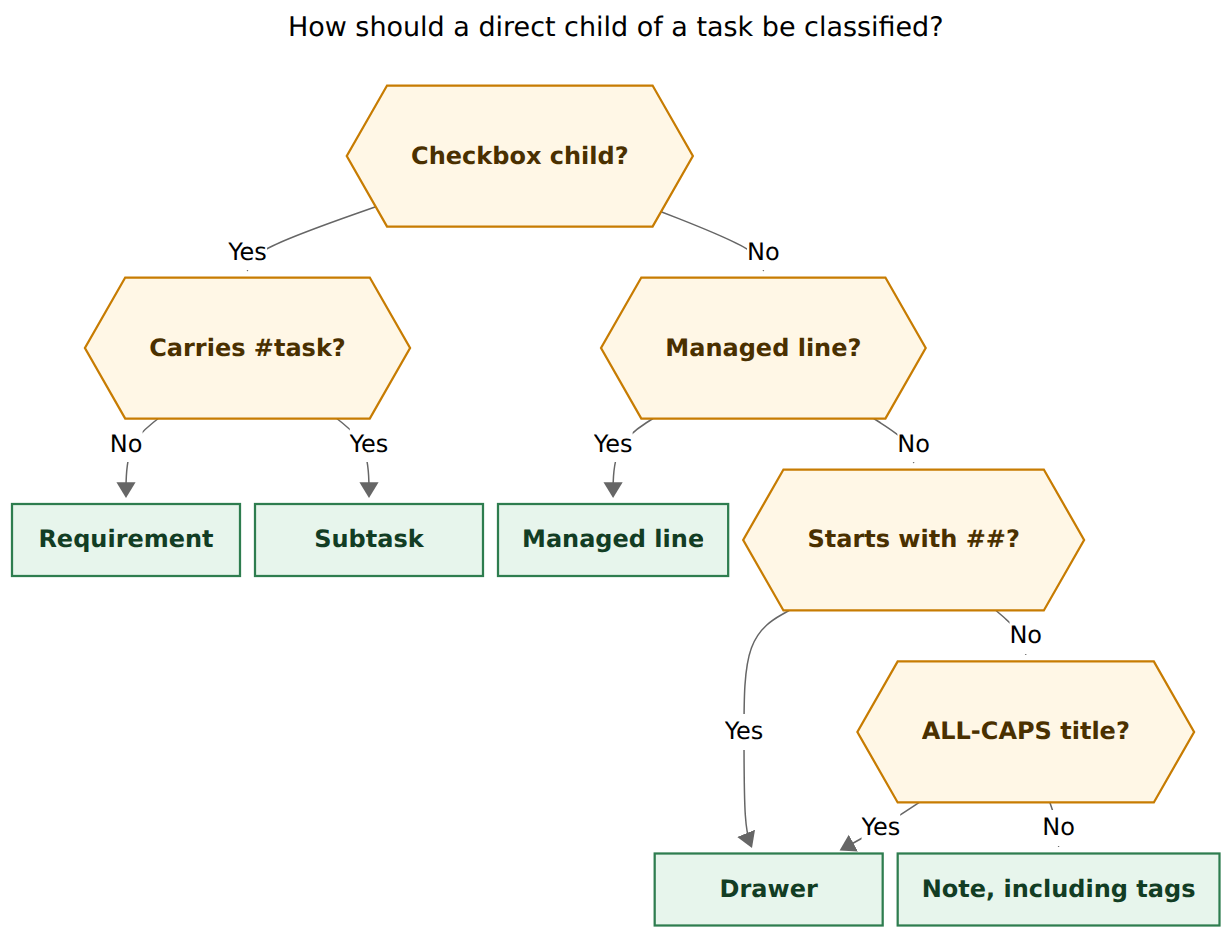 How should a direct child of a task be classified?
Checkbox child?
Yes
No
Carries #task?
Managed line?
No
Yes
Yes
No
Requirement
Subtask
Managed line
Starts with ##?
No
Yes
ALL-CAPS title?
Yes
No
Drawer
Note, including tags